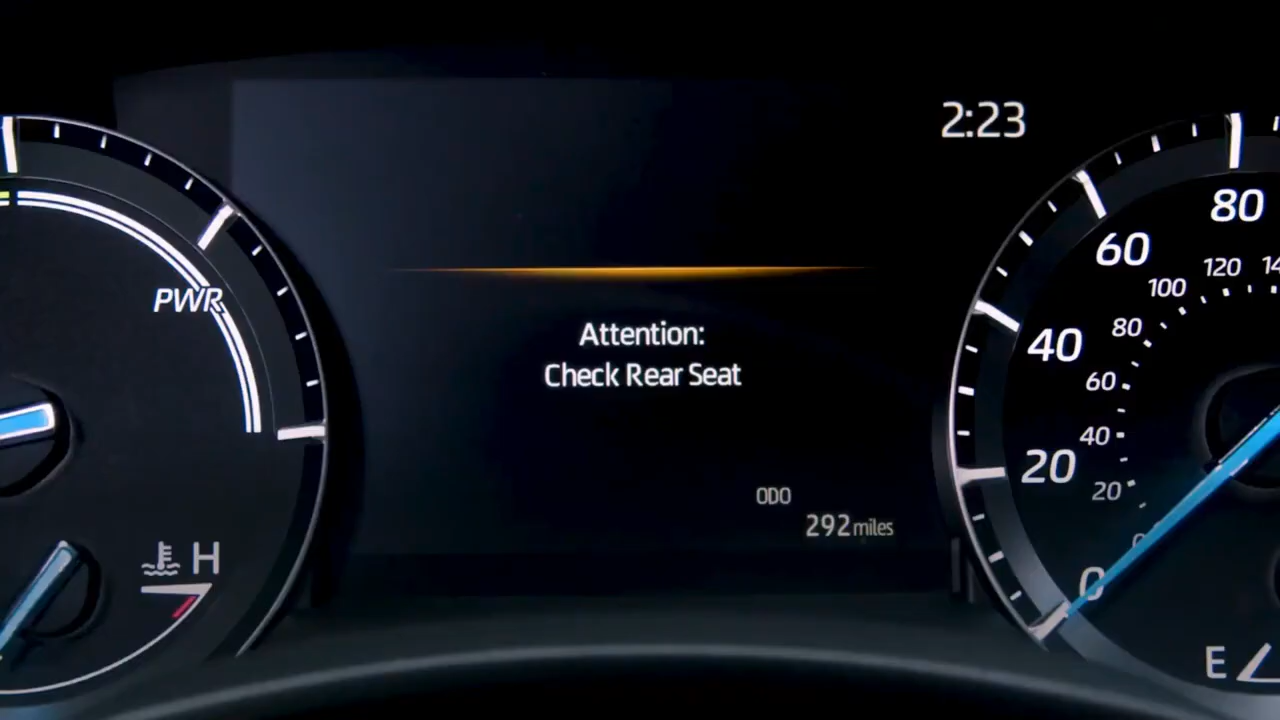 2:23
PWR
Attention:
Check Rear Seat
ODO
292 miles
H
80
60
40
20
0
120
100
80
60
40
20
E